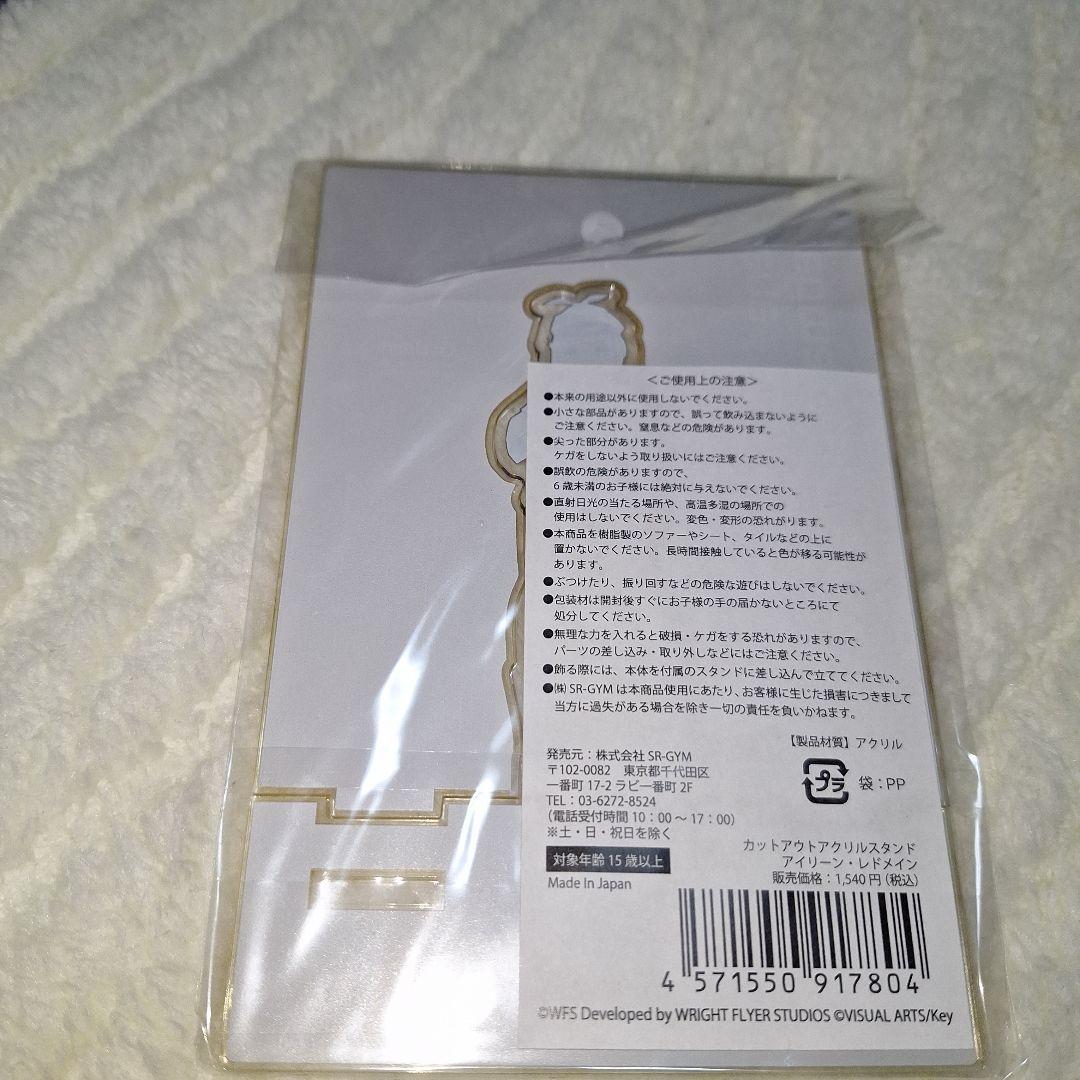 ＜ご使用上の注意＞
●本来の用途以外に使用しないでください。
●小さな部品がありますので、誤って飲み込まないように
ご注意ください。窒息などの危険があります。
●尖った部分があります。
ケガをしないよう取り扱いにはご注意ください。
●誤飲の危険がありますので、
6歳未満のお子様には絶対に与えないでください。
●直射日光の当たる場所や、高温多湿の場所での
使用はしないでください。変色・変形の恐れがります。
●本商品を樹脂製のソファーやシート、タイルなどの上に
置かないでください。長時間接触していると色が移る可能性が
あります。
●ぶつけたり、振り回すなどの危険な遊びはしないでください。
●包装材は開封後すぐにお子様の手の届かないところにて
処分してください。
●無理な力を入れると破損・ケガをする恐れがありますので、
パーツの差し込み・取り外しなどにはご注意ください。
●飾る際には、本体を付属のスタンドに差し込んで立ててください。
●㈱SR-GYMは本商品使用にあたり、お客様に生じた損害につきまして
当方に過失がある場合を除き一切の責任を負いかねます。
【製品材質】アクリル
プラ 袋：PP
発売元：株式会社 SR-GYM
〒102-0082 東京都千代田区
一番町 17-2 ラピ一番町 2F
TEL：03-6272-8524
（電話受付時間 10：00～17：00）
※土・日・祝日を除く
対象年齢 15歳以上
Made In Japan
カットアウトアクリルスタンド
アイリーン・レドメイン
販売価格：1,540円（税込）
4 571550 917804
©WFS Developed by WRIGHT FLYER STUDIOS ©VISUAL ARTS/Key